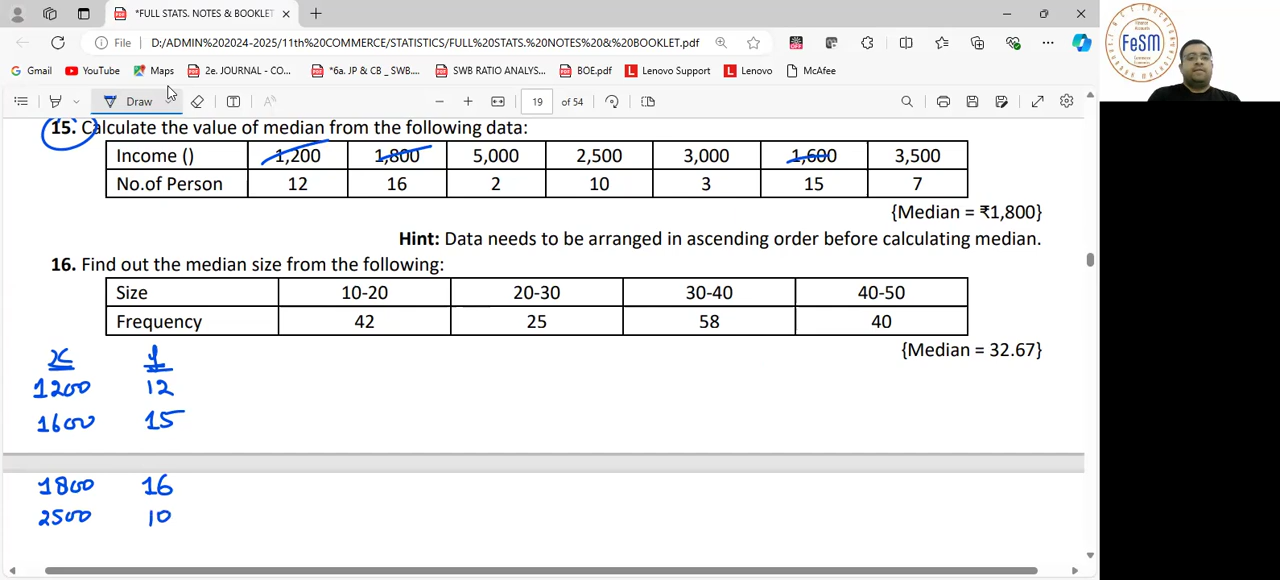 *FULL STATS. NOTES & BOOKLET
File D:/ADMIN%202024-2025/11th%20COMMERCE/STATISTICS/FULL%20STATS.%20NOTES%20&%20BOOKLET.pdf
Gmail YouTube Maps 2e. JOURNAL - CO... *6a. JP & CB _ SWB.... SWB RATIO ANALYS... BOE.pdf Lenovo Support Lenovo McAfee
Draw 19 of 54
15. Calculate the value of median from the following data:
Income () 1,200 1,800 5,000 2,500 3,000 1,600 3,500
No.of Person 12 16 2 10 3 15 7
{Median = ₹1,800}
Hint: Data needs to be arranged in ascending order before calculating median.
16. Find out the median size from the following:
Size 10-20 20-30 30-40 40-50
Frequency 42 25 58 40
{Median = 32.67}
x f
1200 12
1600 15
1800 16
2500 10
FeSM